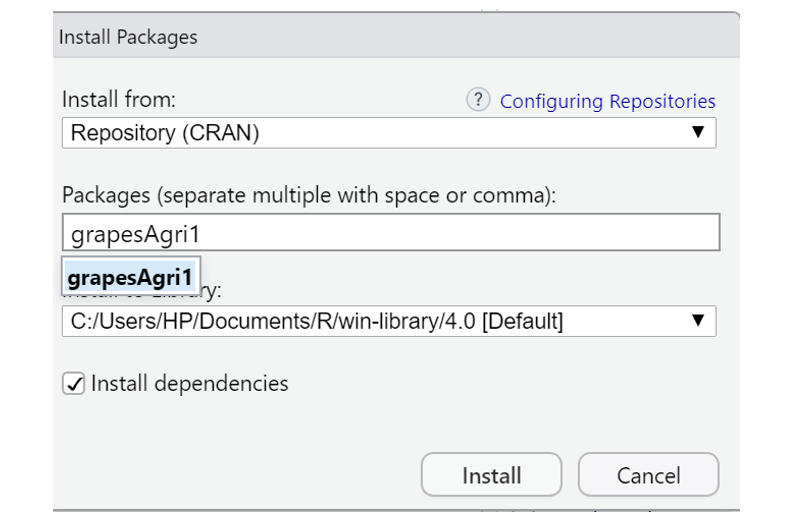 Install Packages
Install from:
? Configuring Repositories
Repository (CRAN)
Packages (separate multiple with space or comma):
grapesAgri1
grapesAgri1
Library:
C:/Users/HP/Documents/R/win-library/4.0 [Default]
Install dependencies
Install
Cancel